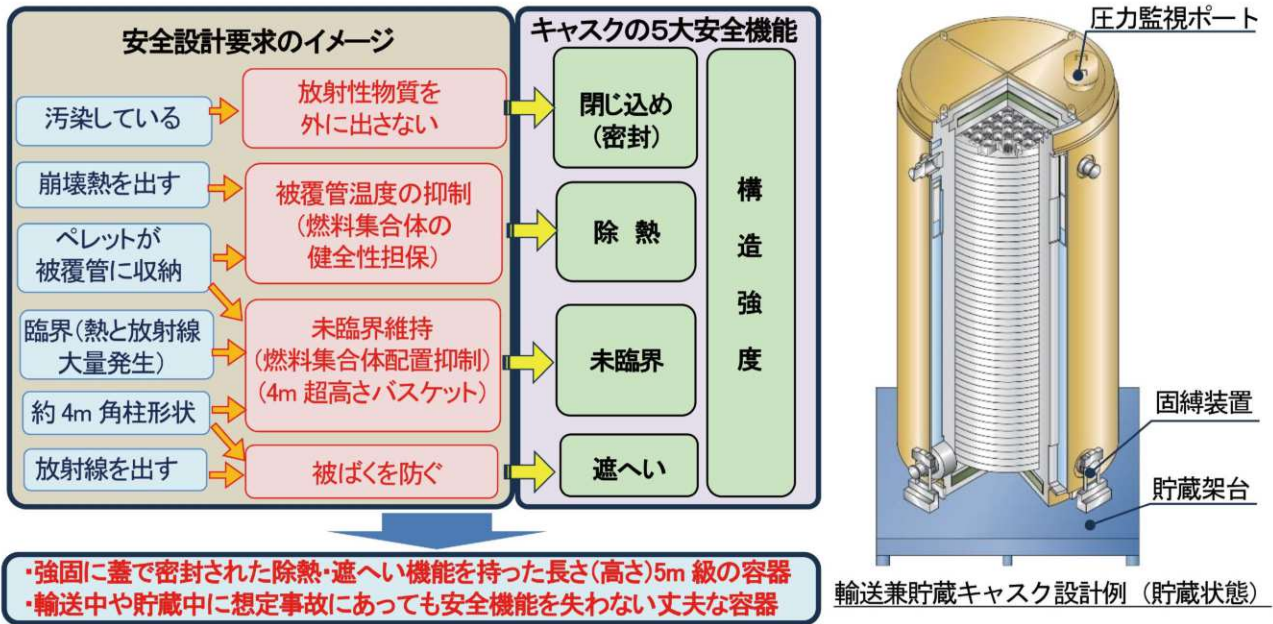 安全設計要求のイメージ
汚染している
崩壊熱を出す
ペレットが
被覆管に収納
臨界(熱と放射線
大量発生)
約4m 角柱形状
放射線を出す
放射性物質を
外に出さない
被覆管温度の抑制
(燃料集合体の
健全性担保)
未臨界維持
(燃料集合体配置抑制)
(4m 超高さバスケット)
被ばくを防ぐ
キャスクの5大安全機能
閉じ込め
(密封)
除 熱
未臨界
遮へい
構
造
強
度
・強固に蓋で密封された除熱・遮へい機能を持った長さ(高さ)5m 級の容器
・輸送中や貯蔵中に想定事故にあっても安全機能を失わない丈夫な容器
圧力監視ポート
固縛装置
貯蔵架台
輸送兼貯蔵キャスク設計例（貯蔵状態）